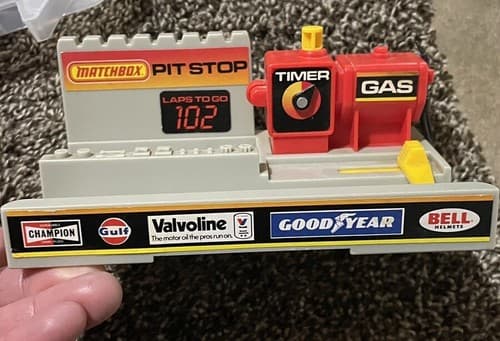 MATCHBOX PIT STOP
LAPS TO GO
102
TIMER
GAS
CHAMPION
Gulf
Valvoline
The motor oil the pros run on.
GOODYEAR
BELL
HELMETS